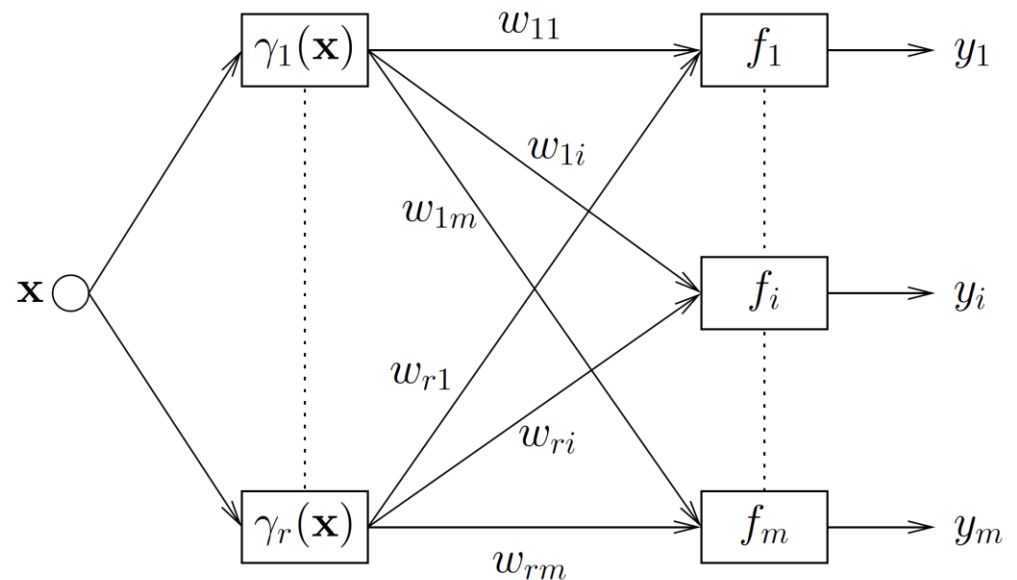 w₁₁
γ₁(𝐱) f₁ y₁
w₁ᵢ
w₁ₘ
𝐱 fᵢ yᵢ
wᵣ₁
wᵣᵢ
γᵣ(𝐱) fₘ yₘ
wᵣₘ